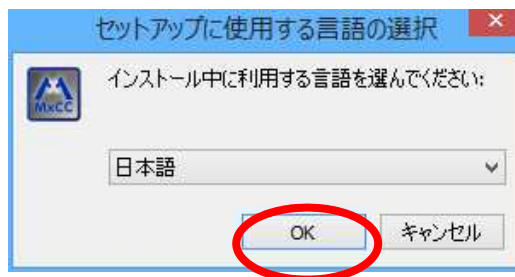 セットアップに使用する言語の選択
MxCC
インストール中に利用する言語を選んでください:
日本語
OK
キャンセル